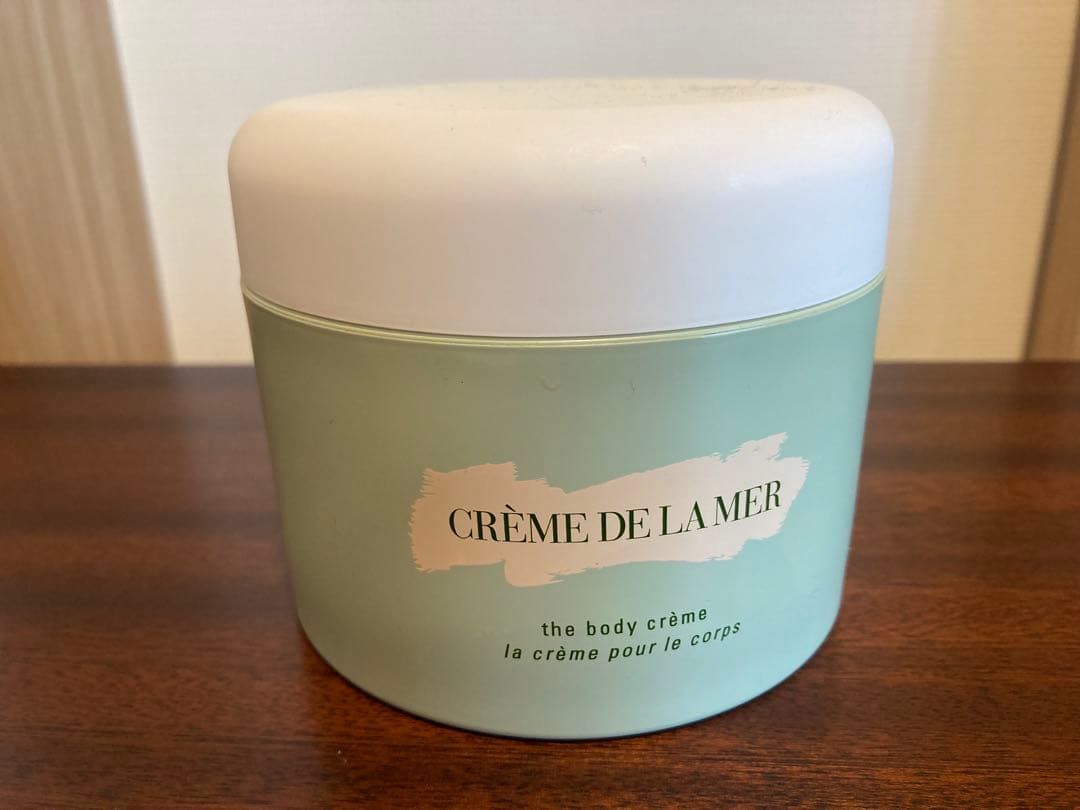 CRÈME DE LA MER
the body crème
la crème pour le corps